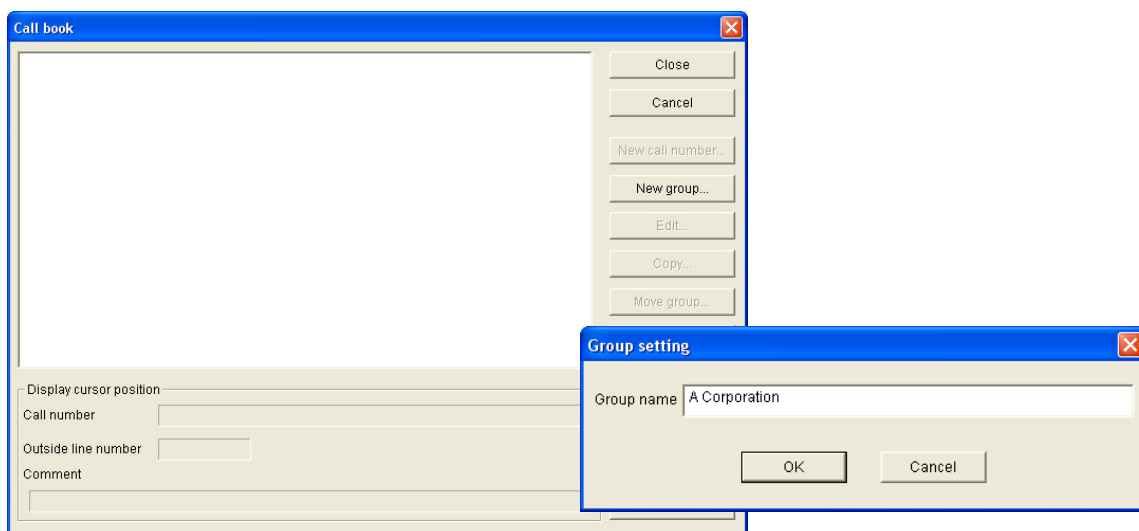 Call book
Close
Cancel
New call number...
New group...
Edit...
Copy...
Move group...
Display cursor position
Call number
Outside line number
Comment
Group setting
Group name A Corporation
OK Cancel